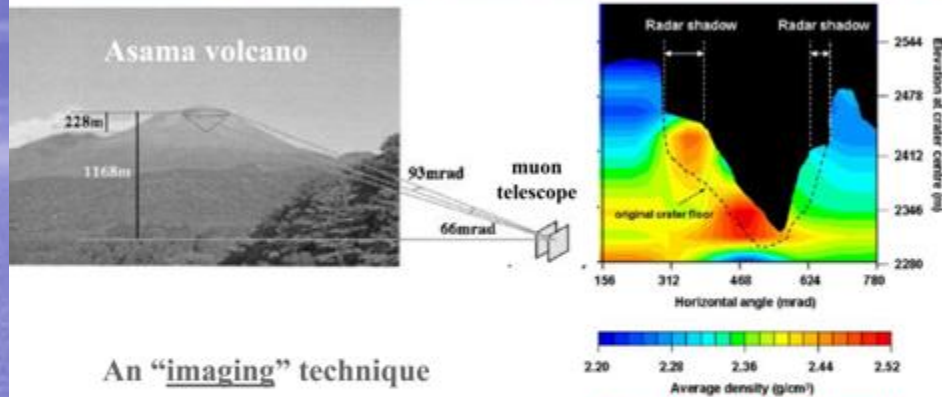 Asama volcano
228m
1168m
93mrad
66mrad
muon
telescope
An “imaging” technique
Radar shadow
Radar shadow
original crater floor
2544
2478
2412
2346
2280
Elevation at crater centre (m)
156
312
468
624
780
Horizontal angle (mrad)
2.20
2.28
2.36
2.44
2.52
Average density (g/cm³)